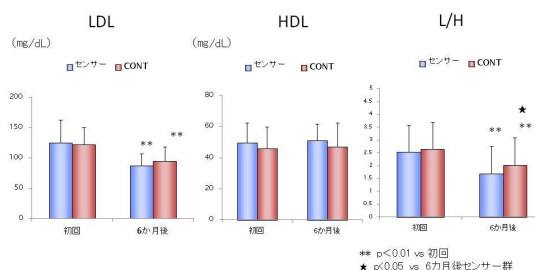 LDL
HDL
L/H
(mg/dL)
(mg/dL)
センサー CONT
センサー CONT
センサー CONT
200
150
100
50
0
** **
初回 6か月後
80
60
40
20
0
初回 6か月後
5
4.5
4
3.5
3
2.5
2
1.5
1
0.5
0
★
** **
初回 6か月後
** p<0.01 vs 初回
★ p<0.05 vs 6カ月後センサー群